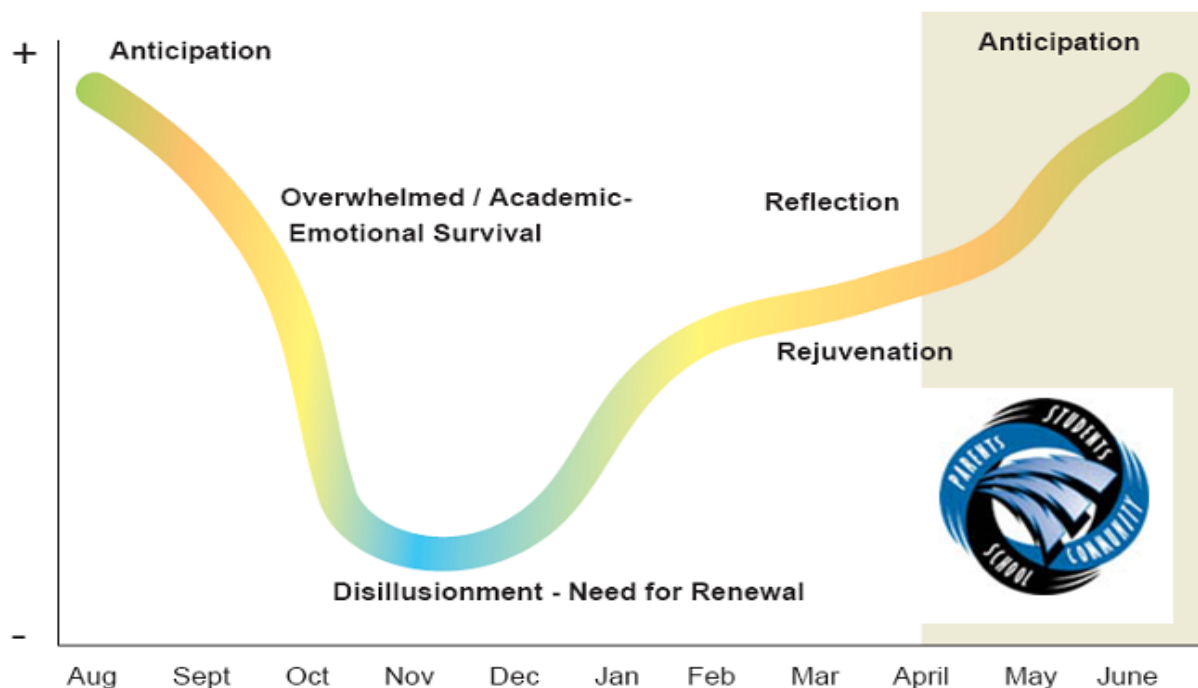 +
Anticipation
Anticipation
Overwhelmed / Academic-
Emotional Survival
Reflection
Rejuvenation
PARENTS
STUDENTS
COMMUNITY
SCHOOL
Disillusionment - Need for Renewal
-
Aug Sept Oct Nov Dec Jan Feb Mar April May June